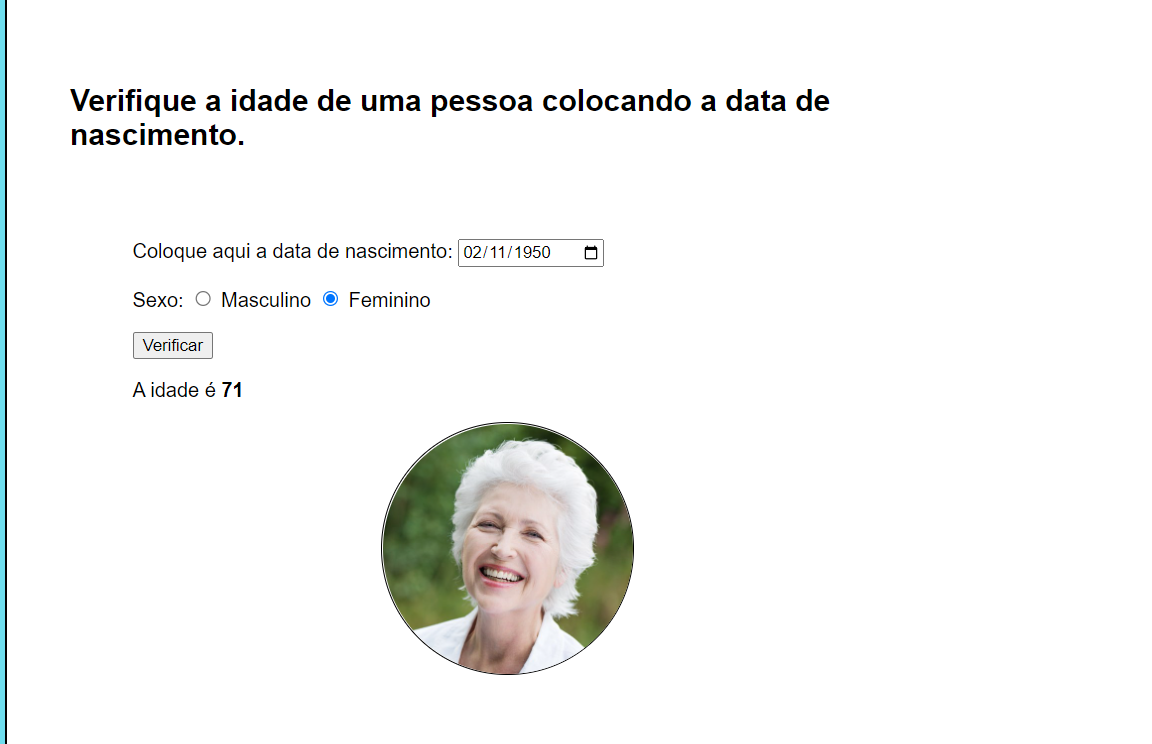 Verifique a idade de uma pessoa colocando a data de
nascimento.
Coloque aqui a data de nascimento: 02/11/1950
Sexo: Masculino Feminino
Verificar
A idade é 71